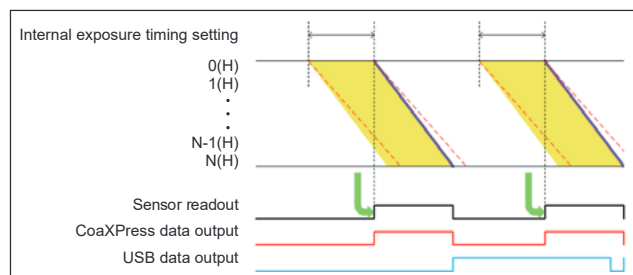 Internal exposure timing setting
0(H)
1(H)
•
•
•
N-1(H)
N(H)
Sensor readout
CoaXPress data output
USB data output